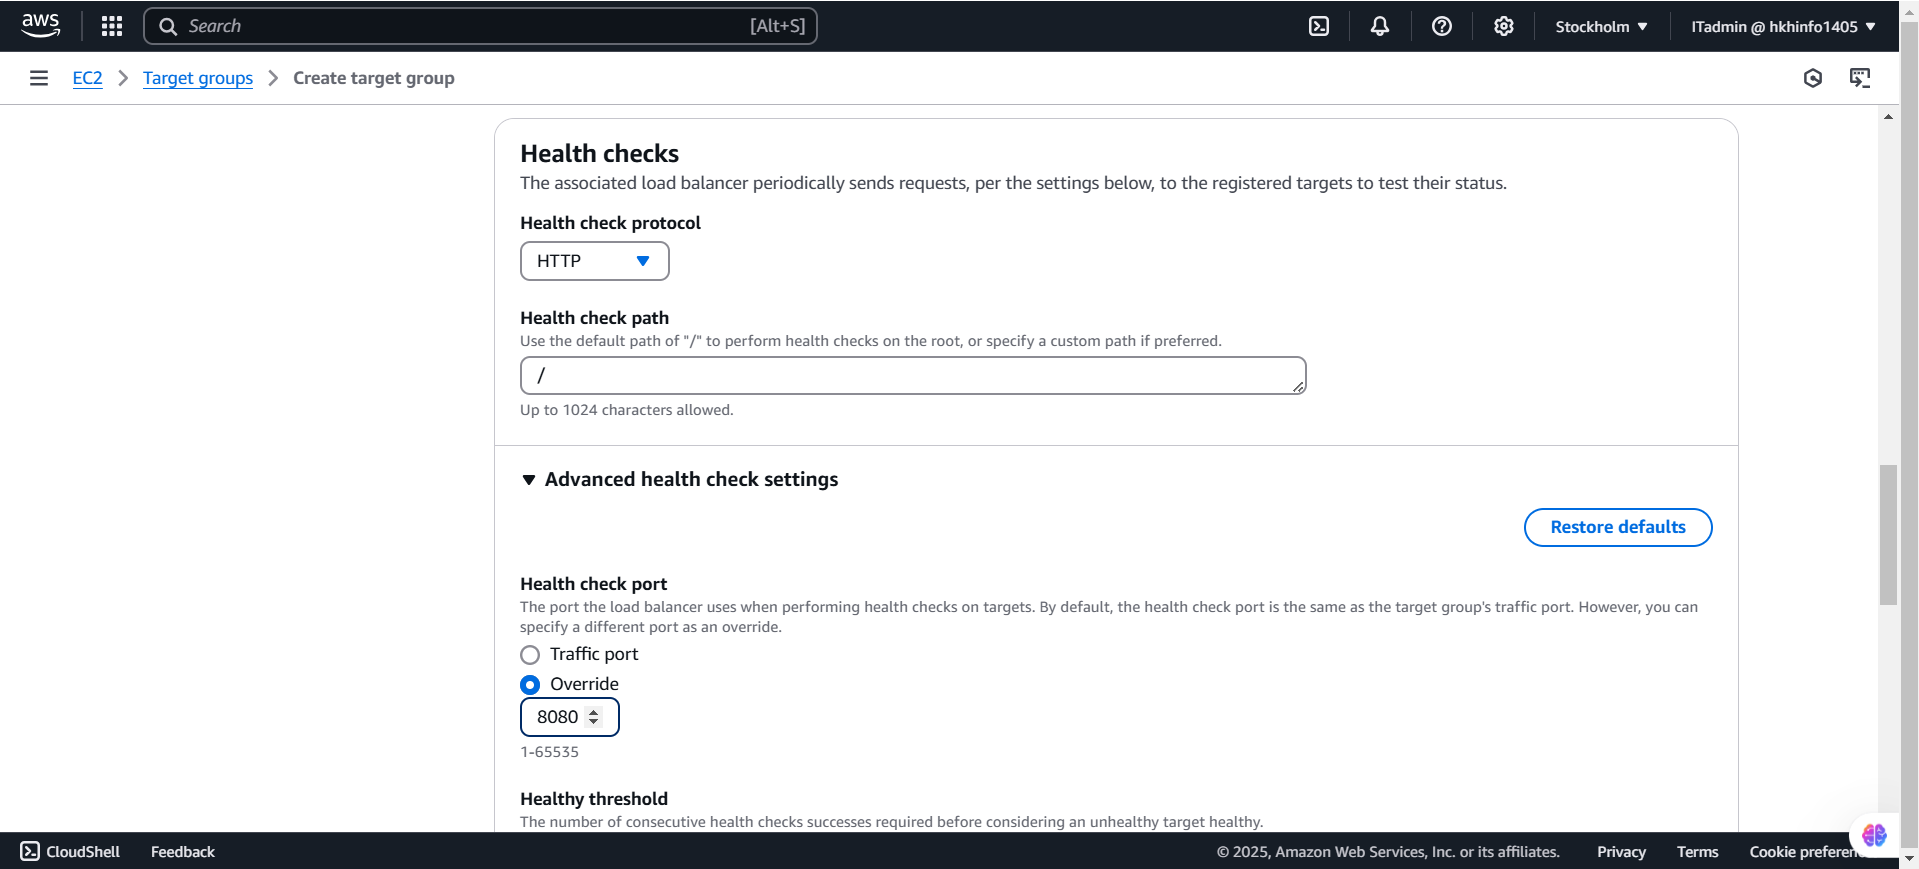 aws
Search
[Alt+S]
Stockholm
ITadmin @ hkhinfo1405
EC2
Target groups
Create target group
Health checks
The associated load balancer periodically sends requests, per the settings below, to the registered targets to test their status.
Health check protocol
HTTP
Health check path
Use the default path of "/" to perform health checks on the root, or specify a custom path if preferred.
/
Up to 1024 characters allowed.
Advanced health check settings
Restore defaults
Health check port
The port the load balancer uses when performing health checks on targets. By default, the health check port is the same as the target group's traffic port. However, you can
specify a different port as an override.
Traffic port
Override
8080
1-65535
Healthy threshold
The number of consecutive health checks successes required before considering an unhealthy target healthy.
CloudShell
Feedback
© 2025, Amazon Web Services, Inc. or its affiliates.
Privacy
Terms
Cookie